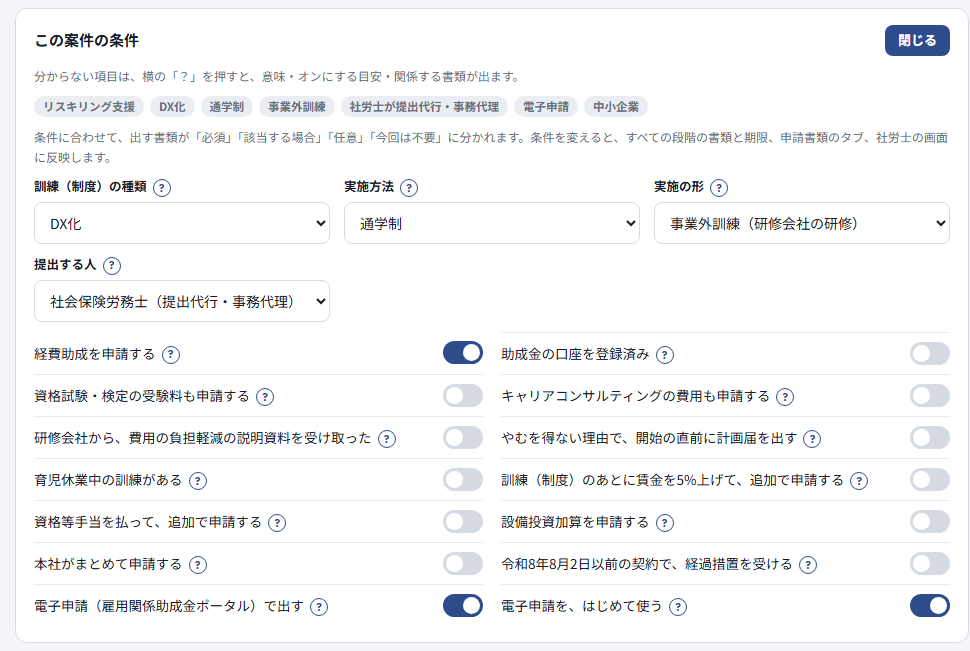 この案件の条件
閉じる
分からない項目は、横の「？」を押すと、意味・オンにする目安・関係する書類が出ます。
リスキリング支援 DX化 通学制 事業外訓練 社労士が提出代行・事務代理 電子申請 中小企業
条件に合わせて、出す書類が「必須」「該当する場合」「任意」「今回は不要」に分かれます。条件を変えると、すべての段階の書類と期限、申請書類のタブ、社労士の画面
に反映します。
訓練（制度）の種類 ? 実施方法 ? 実施の形 ?
DX化 通学制 事業外訓練（研修会社の研修）
提出する人 ?
社会保険労務士（提出代行・事務代理）
経費助成を申請する ? 助成金の口座を登録済み ?
資格試験・検定の受験料も申請する ? キャリアコンサルティングの費用も申請する ?
研修会社から、費用の負担軽減の説明資料を受け取った ? やむを得ない理由で、開始の直前に計画届を出す ?
育児休業中の訓練がある ? 訓練（制度）のあとに賃金を5%上げて、追加で申請する ?
資格等手当を払って、追加で申請する ? 設備投資加算を申請する ?
本社がまとめて申請する ? 令和8年8月2日以前の契約で、経過措置を受ける ?
電子申請（雇用関係助成金ポータル）で出す ? 電子申請を、はじめて使う ?